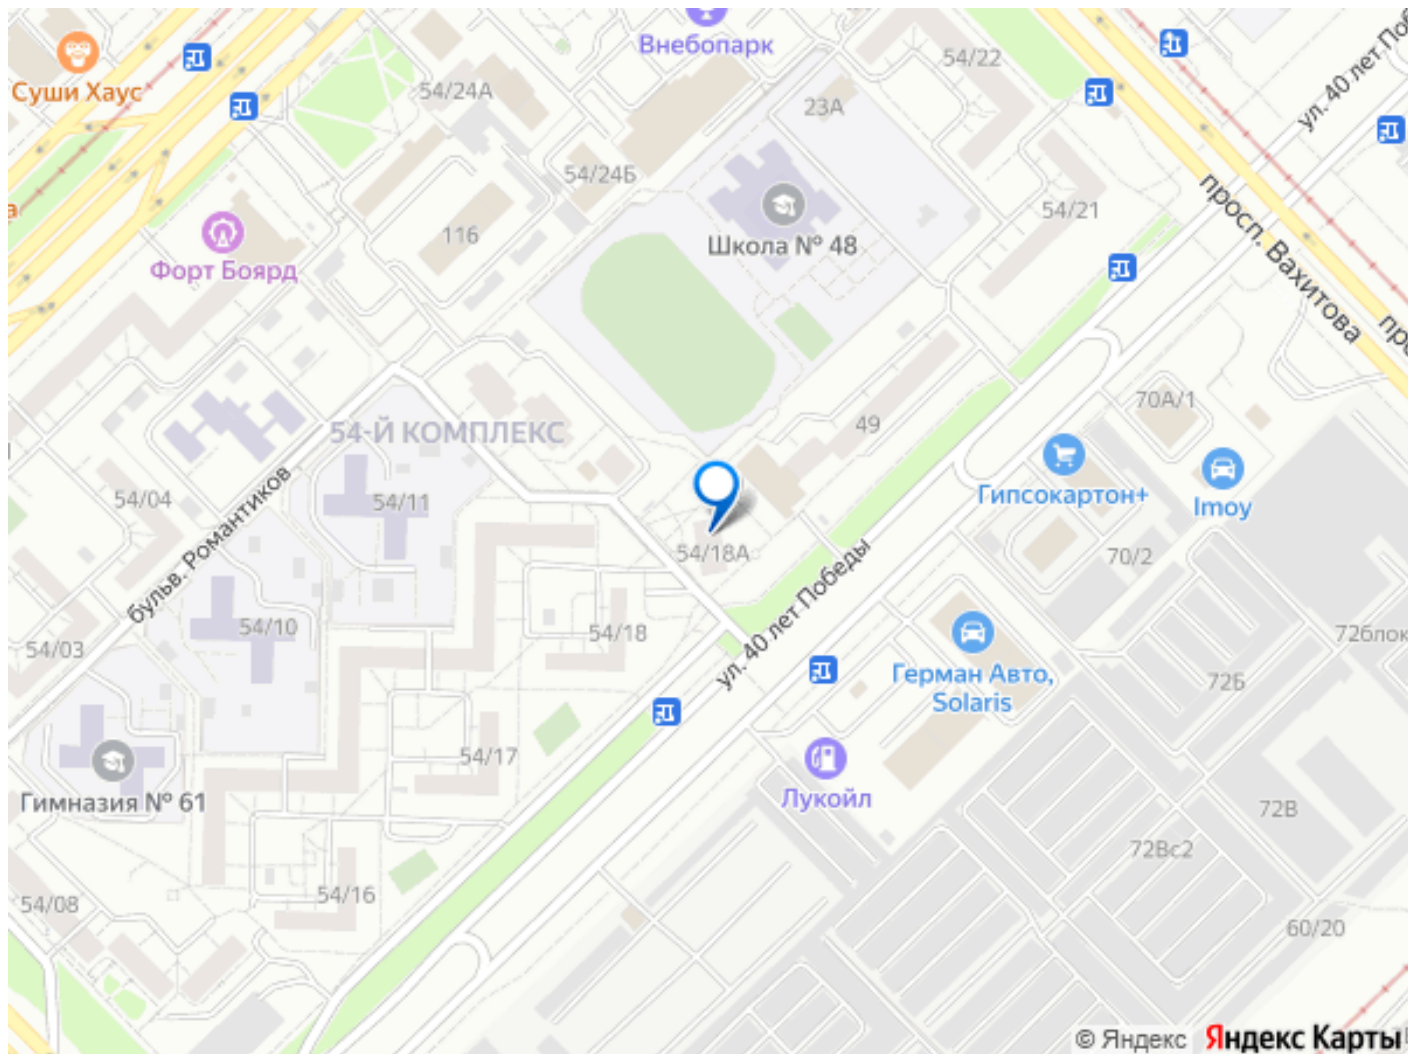 Внебопарк
54/22
Суши Хаус
54/24А
23А
ул. 40 лет Поб
54/24Б
просп. Вахитова
54/21
а
116
Школа № 48
Форт Боярд
про
70А/1
49
54-Й КОМПЛЕКС
54/04
54/11
бульв. Романтиков
Гипсокартон+
Imoy
54/18А
70/2
ул. 40 лет Победы
54/10
54/18
54/03
72блок
Герман Авто,
Solaris
72Б
54/17
Гимназия № 61
Лукойл
72В
72Вс2
54/16
54/08
60/20
© Яндекс
Яндекс Карты